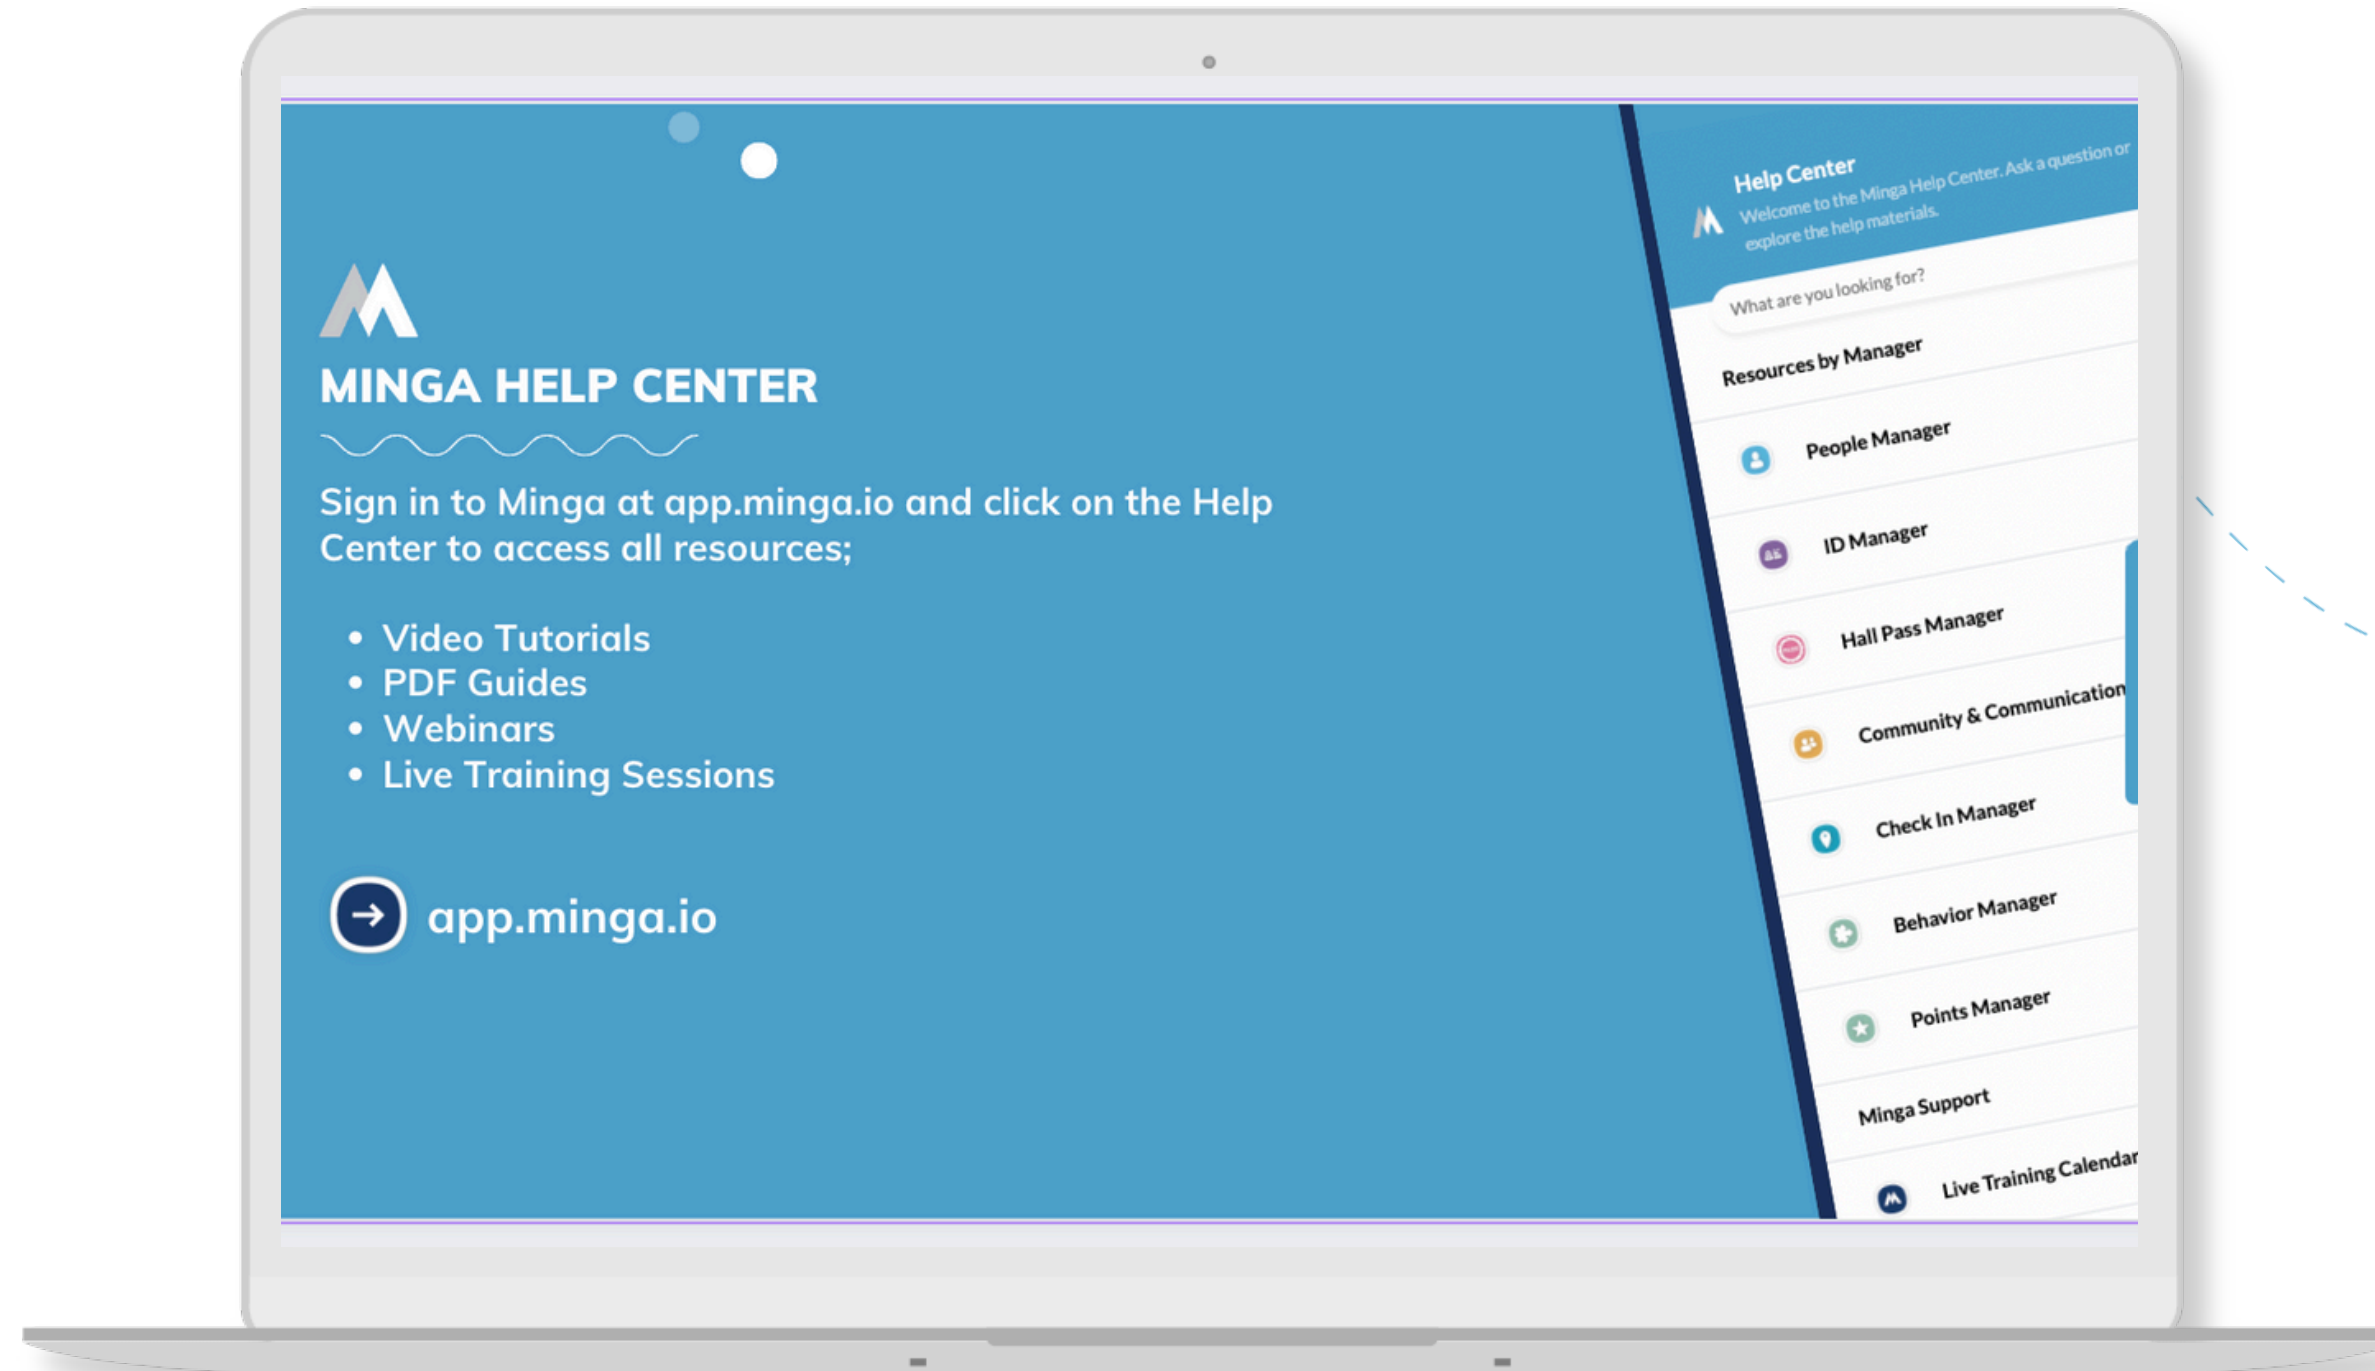 MINGA HELP CENTER
Sign in to Minga at app.minga.io and click on the Help
Center to access all resources;
• Video Tutorials
• PDF Guides
• Webinars
• Live Training Sessions
app.minga.io
Help Center
Welcome to the Minga Help Center. Ask a question or
explore the help materials.
What are you looking for?
Resources by Manager
People Manager
ID Manager
Hall Pass Manager
Community & Communication
Check In Manager
Behavior Manager
Points Manager
Minga Support
Live Training Calendar